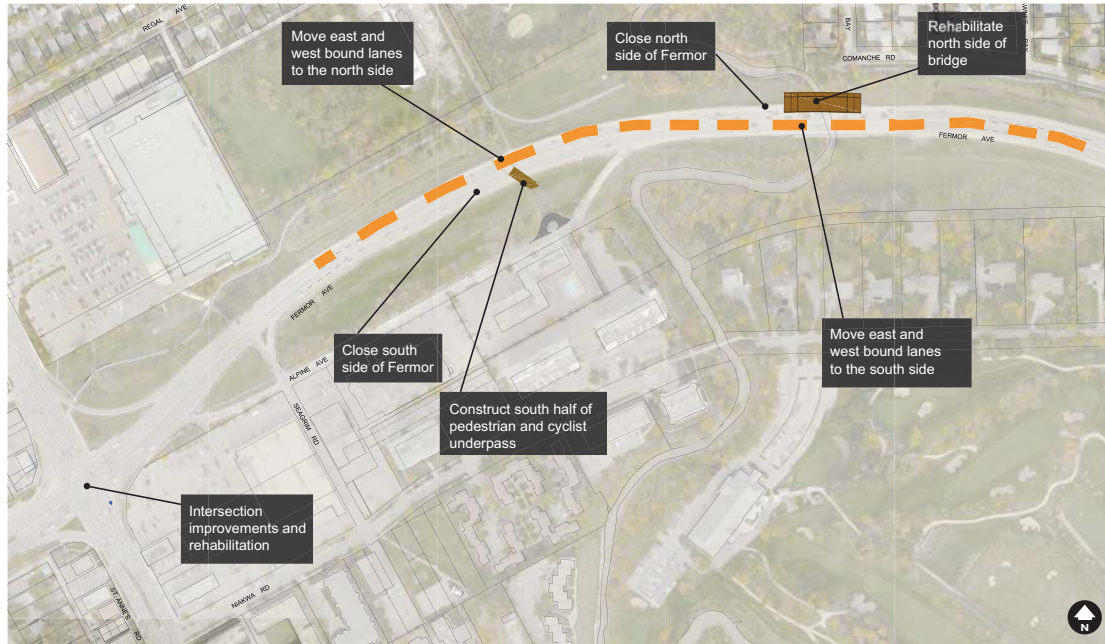 REGAL AVE
Move east and
west bound lanes
to the north side
Close north
side of Fermor
BAY
Rehabilitate
north side of
bridge
BAY
COMANCHE RD
FERMOR AVE
FERMOR AVE
Close south
side of Fermor
Move east and
west bound lanes
to the south side
ALPINE AVE
SEAGRIM RD
Construct south half of
pedestrian and cyclist
underpass
Intersection
improvements and
rehabilitation
ST. ANNE'S RD
NIAKWA RD
N